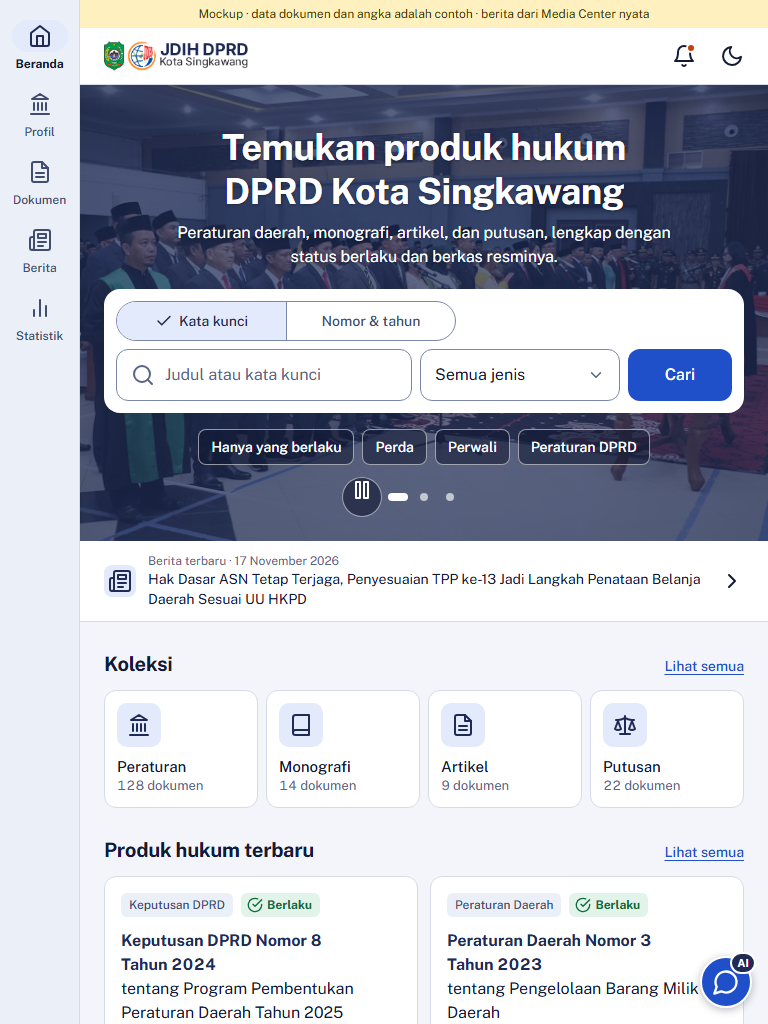 Mockup · data dokumen dan angka adalah contoh · berita dari Media Center nyata
JDIH DPRD
Kota Singkawang
Beranda
Profil
Dokumen
Berita
Statistik
Temukan produk hukum
DPRD Kota Singkawang
Peraturan daerah, monografi, artikel, dan putusan, lengkap dengan
status berlaku dan berkas resminya.
Kata kunci
Nomor & tahun
Judul atau kata kunci
Semua jenis
Cari
Hanya yang berlaku
Perda
Perwali
Peraturan DPRD
Berita terbaru · 17 November 2026
Hak Dasar ASN Tetap Terjaga, Penyesuaian TPP ke-13 Jadi Langkah Penataan Belanja
Daerah Sesuai UU HKPD
Koleksi
Lihat semua
Peraturan
128 dokumen
Monografi
14 dokumen
Artikel
9 dokumen
Putusan
22 dokumen
Produk hukum terbaru
Lihat semua
Keputusan DPRD
Berlaku
Keputusan DPRD Nomor 8
Tahun 2024
tentang Program Pembentukan
Peraturan Daerah Tahun 2025
Peraturan Daerah
Berlaku
Peraturan Daerah Nomor 3
Tahun 2023
tentang Pengelolaan Barang Milik
Daerah
AI